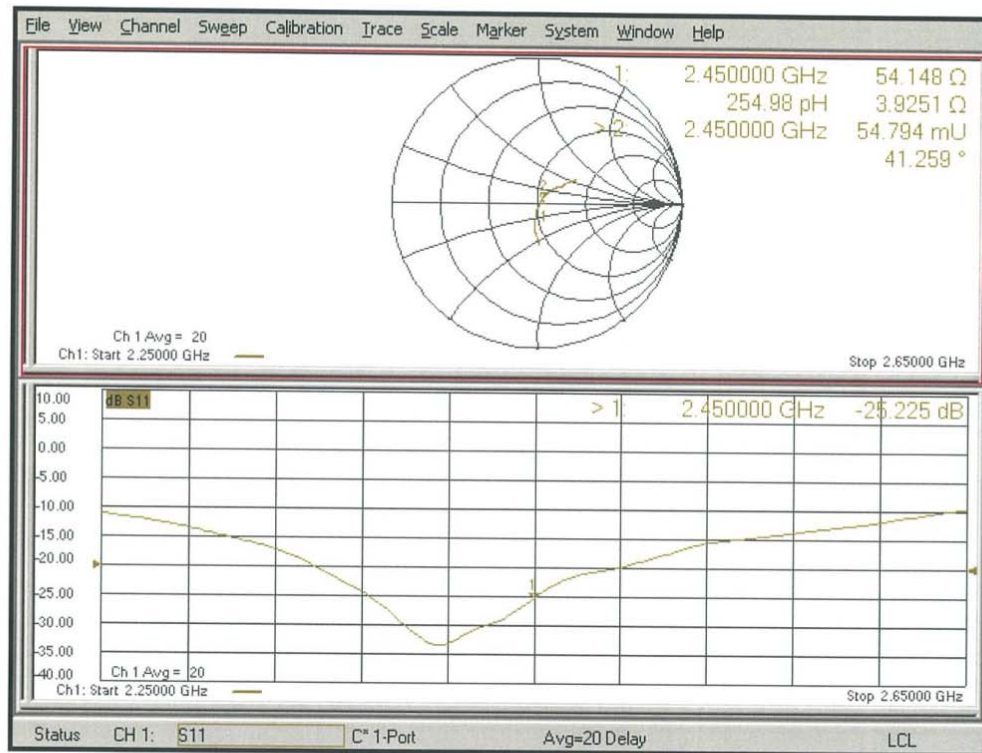 File View Channel Sweep Calibration Trace Scale Marker System Window Help
1: 2.450000 GHz 54.148 Ω
254.98 pH 3.9251 Ω
> 2: 2.450000 GHz 54.794 mU
41.259 °
2
1
Ch 1 Avg = 20
Ch1: Start 2.25000 GHz
Stop 2.65000 GHz
10.00
dB S11
> 1: 2.450000 GHz -25.225 dB
5.00
0.00
-5.00
-10.00
-15.00
-20.00
-25.00
1
-30.00
-35.00
-40.00
Ch 1 Avg = 20
Ch1: Start 2.25000 GHz
Stop 2.65000 GHz
Status CH 1: S11 C* 1-Port Avg=20 Delay LCL